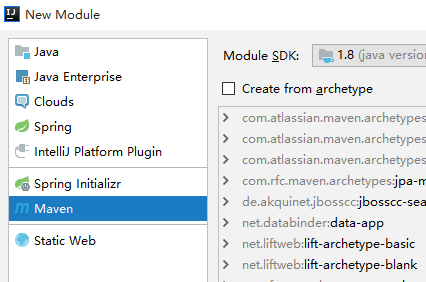 New Module
Java
Java Enterprise
Clouds
Spring
IntelliJ Platform Plugin
Spring Initializr
Maven
Static Web
Module SDK: 1.8 (java version
Create from archetype
com.atlassian.maven.archetypes
com.atlassian.maven.archetypes
com.atlassian.maven.archetypes
com.rfc.maven.archetypes:jpa-m
de.akquinet.jbosscc:jbosscc-sea
net.databinder:data-app
net.liftweb:lift-archetype-basic
net.liftweb:lift-archetype-blank